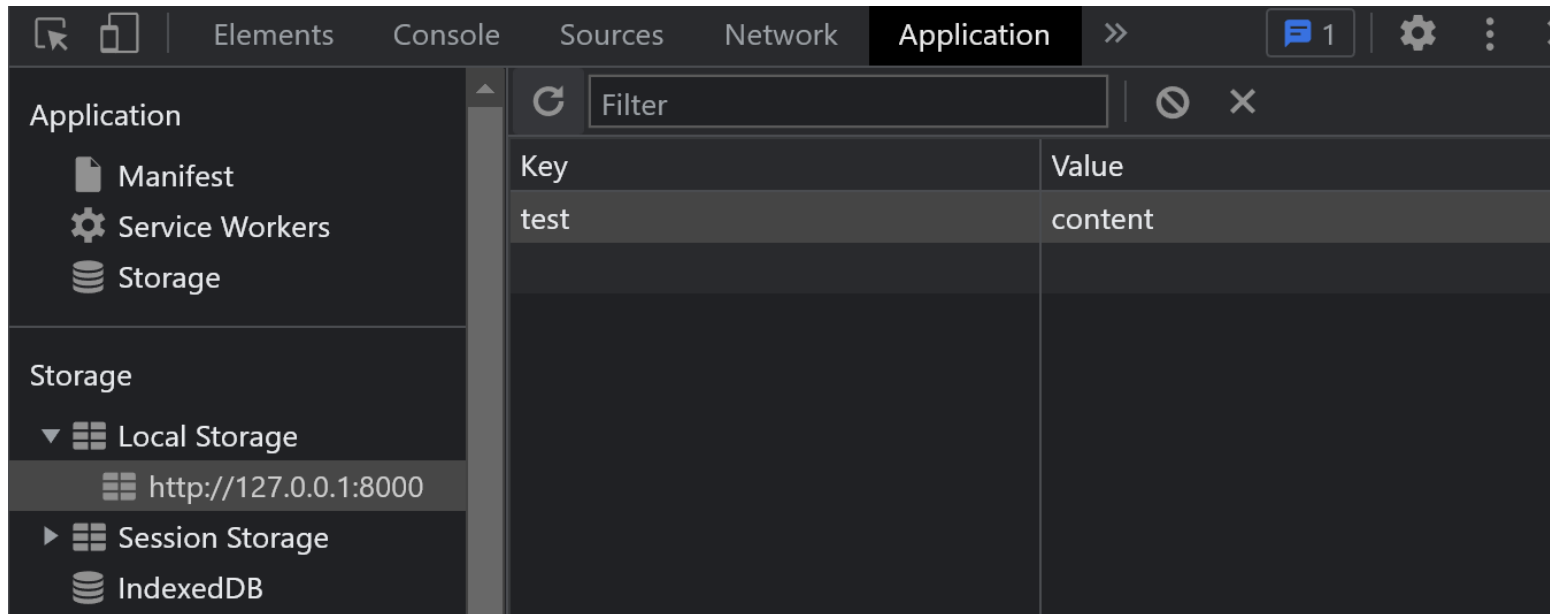 Elements Console Sources Network Application 1
Application
Manifest
Service Workers
Storage
Storage
Local Storage
http://127.0.0.1:8000
Session Storage
IndexedDB
Filter
Key Value
test content